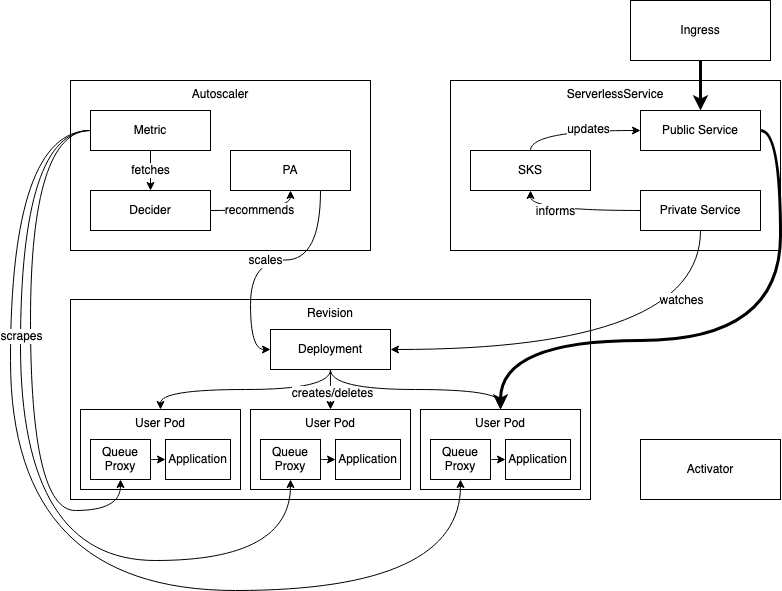 Ingress
Autoscaler
ServerlessService
Metric
updates
Public Service
fetches
PA
SKS
Decider
recommends
informs
Private Service
scales
watches
Revision
scrapes
Deployment
creates/deletes
User Pod
User Pod
User Pod
Queue
Proxy
Application
Queue
Proxy
Application
Queue
Proxy
Application
Activator